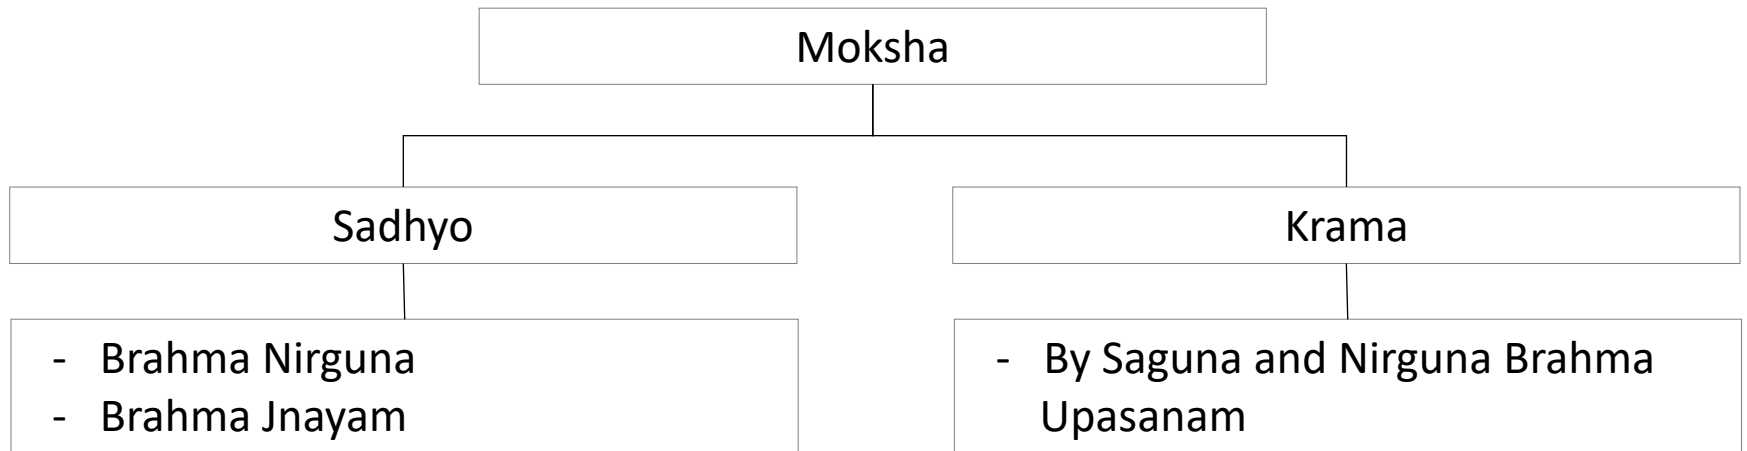 Moksha
Sadhyo
Krama
- Brahma Nirguna
- Brahma Jnayam
- By Saguna and Nirguna Brahma
Upasanam